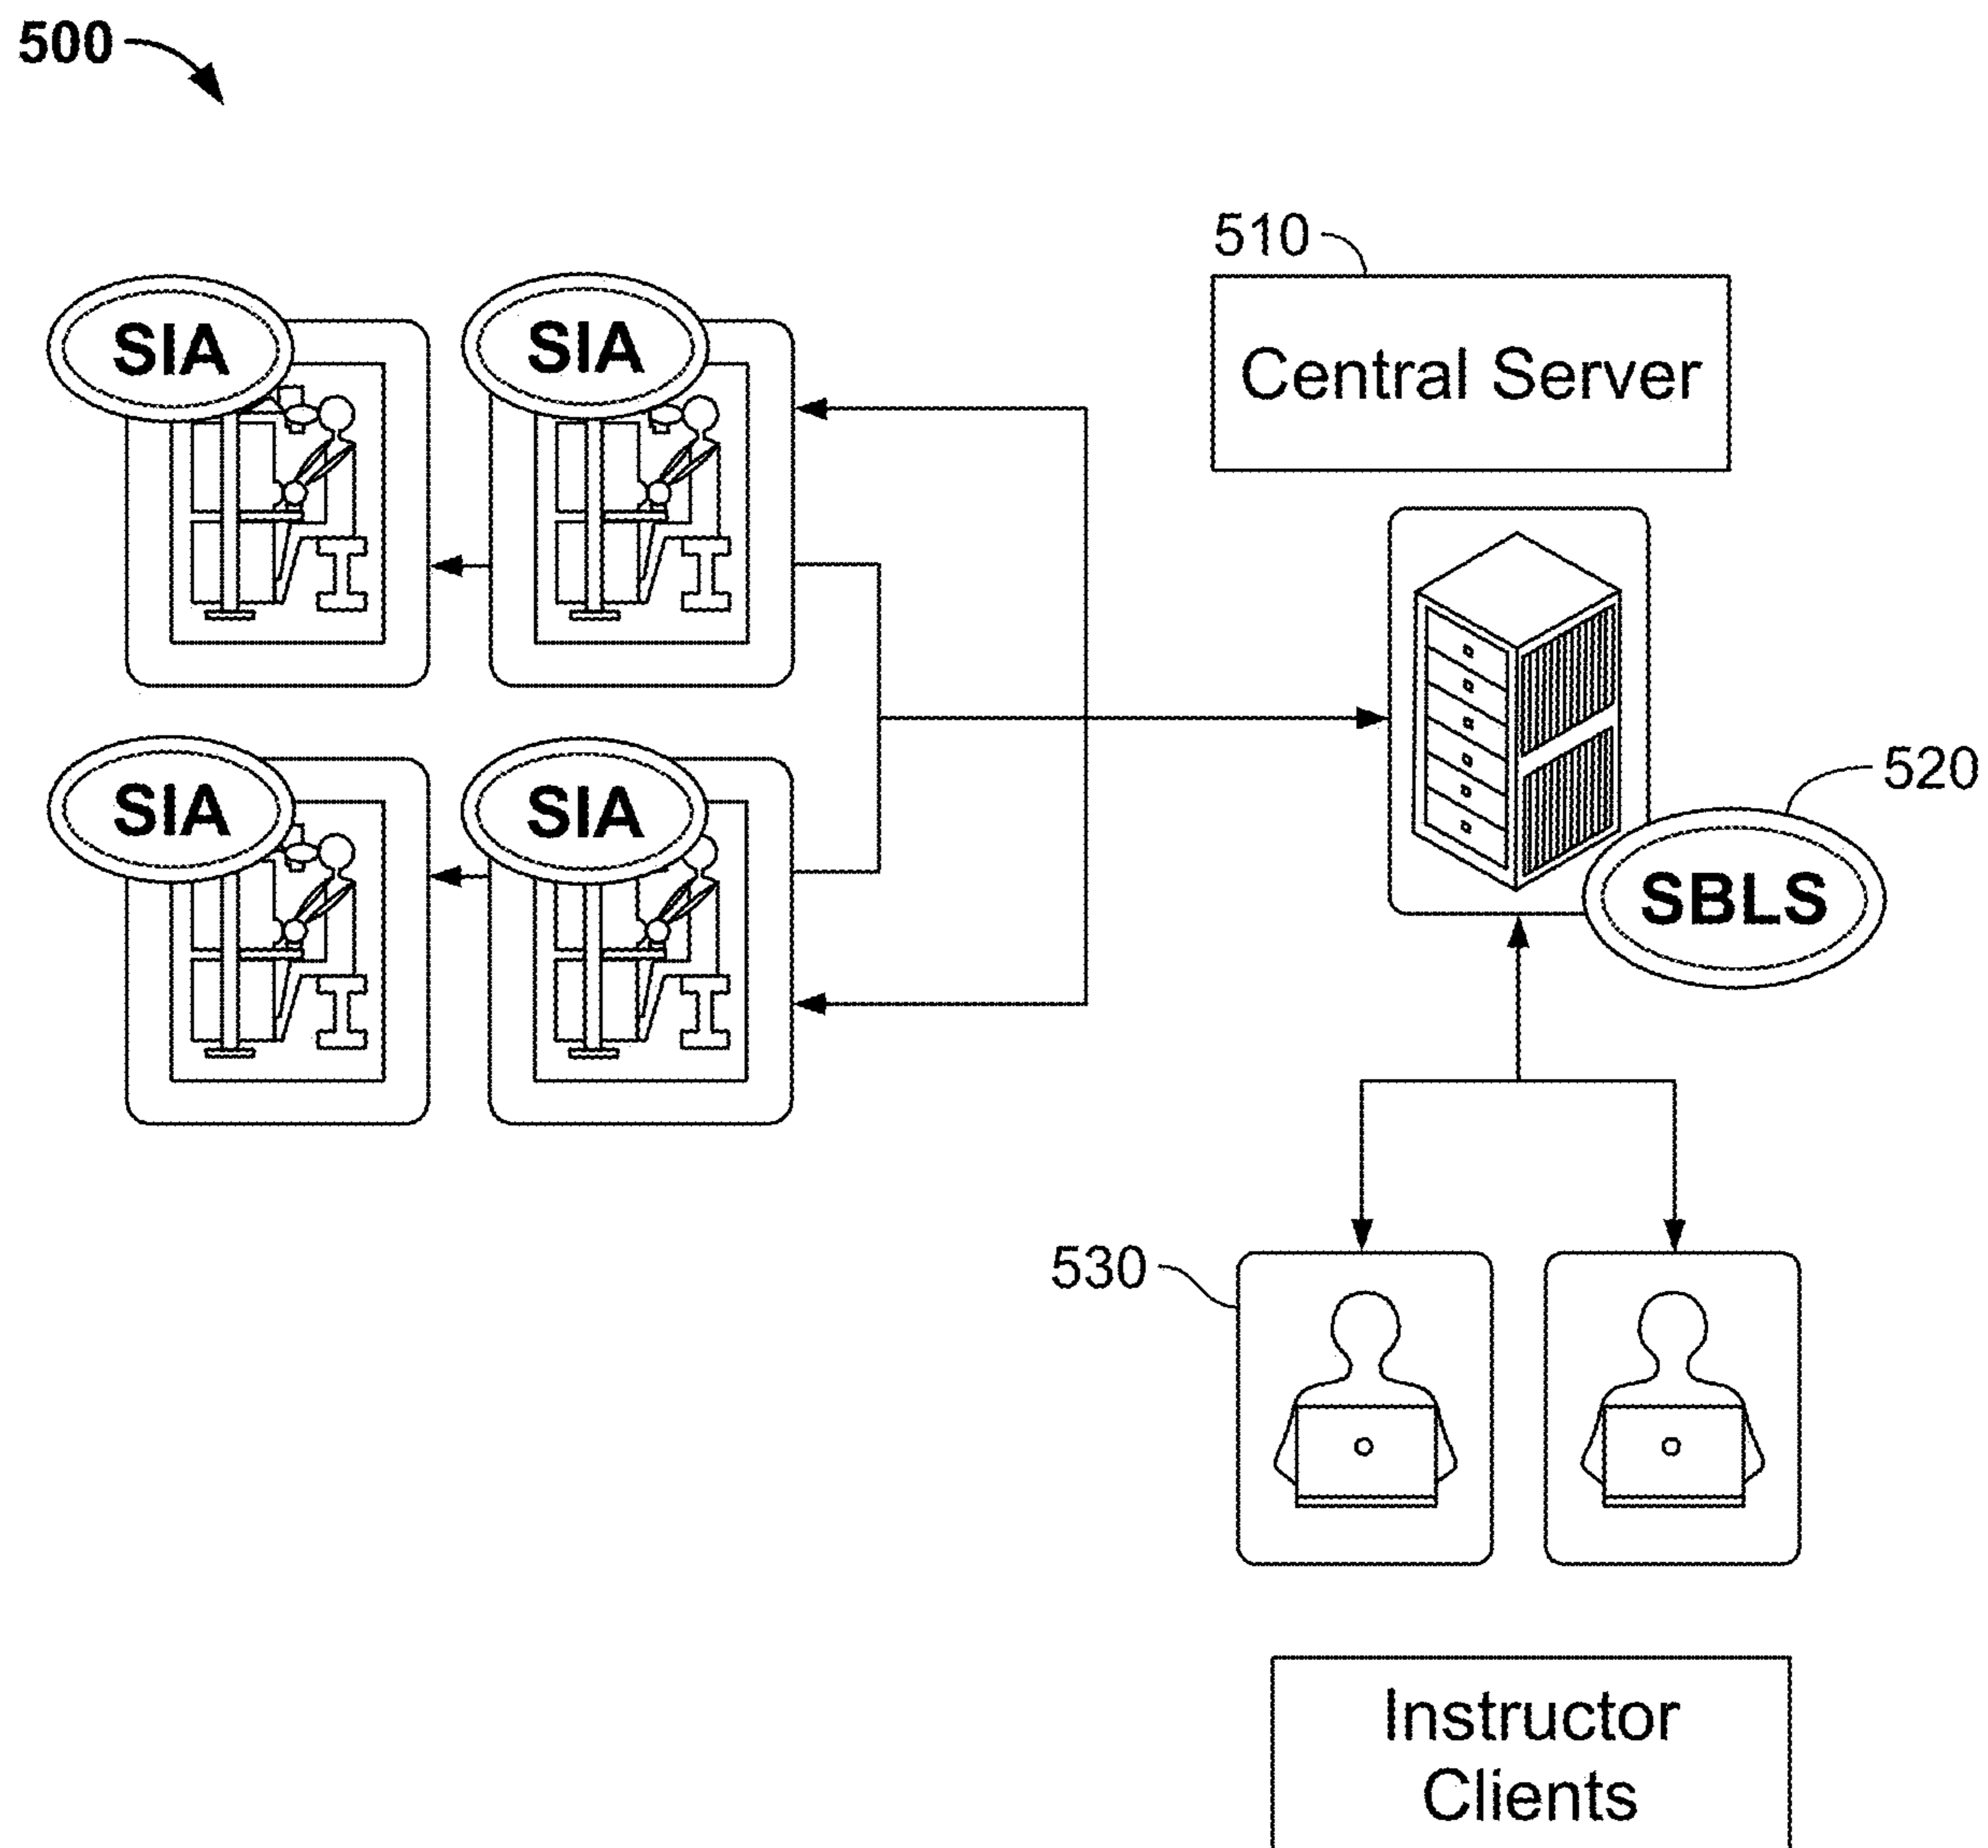 500
510
Central Server
SIA
SIA
520
SIA
SIA
SBLS
530
Instructor
Clients